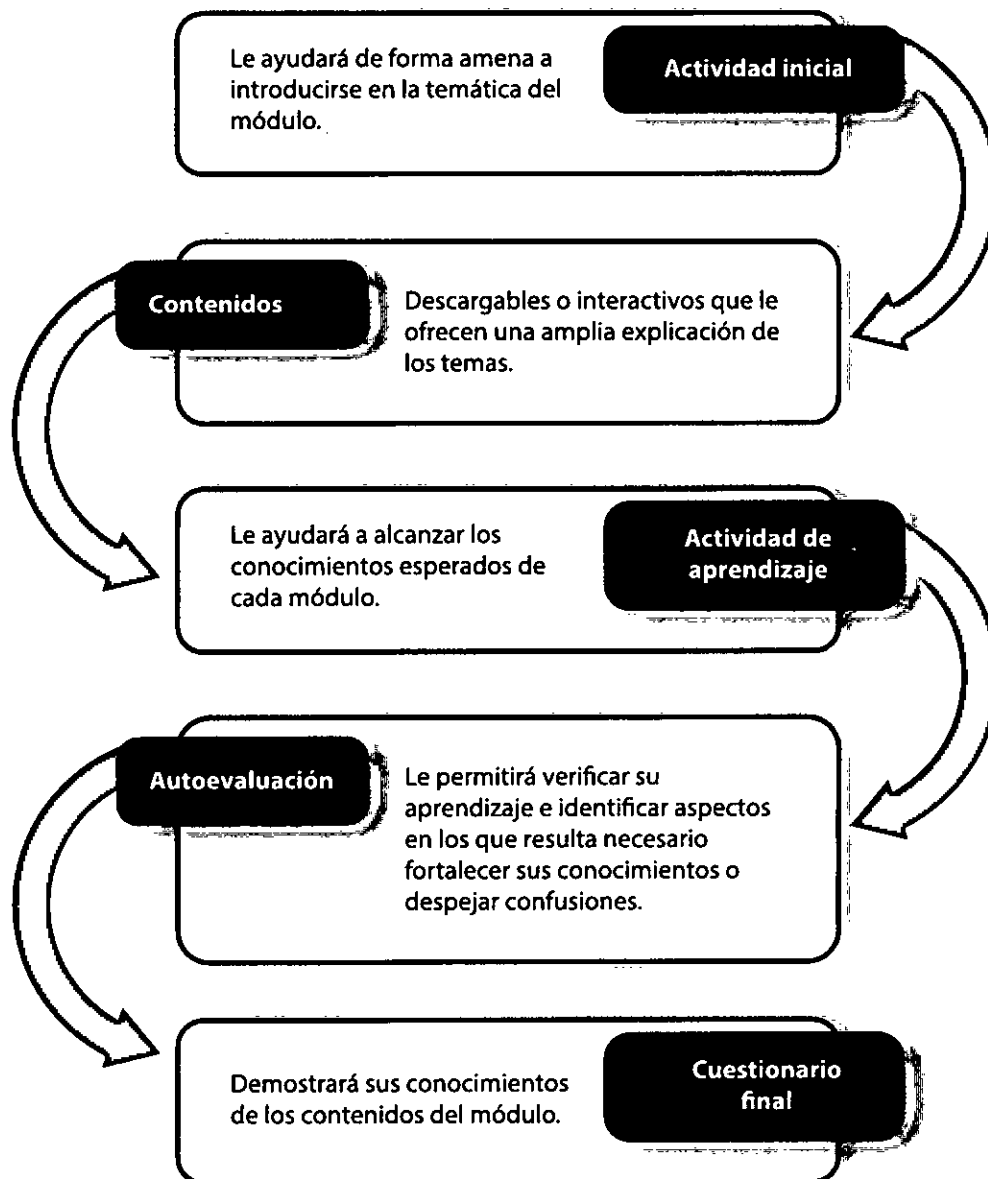 Le ayudará de forma amena a
introducirse en la temática del
módulo.
Actividad inicial
Contenidos
Descargables o interactivos que le
ofrecen una amplia explicación de
los temas.
Le ayudará a alcanzar los
conocimientos esperados de
cada módulo.
Actividad de
aprendizaje
Autoevaluación
Le permitirá verificar su
aprendizaje e identificar aspectos
en los que resulta necesario
fortalecer sus conocimientos o
despejar confusiones.
Demostrará sus conocimientos
de los contenidos del módulo.
Cuestionario
final